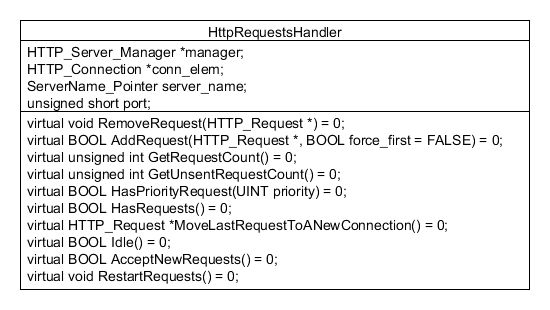 HttpRequestsHandler
HTTP_Server_Manager *manager;
HTTP_Connection *conn_elem;
ServerName_Pointer server_name;
unsigned short port;
virtual void RemoveRequest(HTTP_Request *) = 0;
virtual BOOL AddRequest(HTTP_Request *, BOOL force_first = FALSE) = 0;
virtual unsigned int GetRequestCount() = 0;
virtual unsigned int GetUnsentRequestCount() = 0;
virtual BOOL HasPriorityRequest(UINT priority) = 0;
virtual BOOL HasRequests() = 0;
virtual HTTP_Request *MoveLastRequestToANewConnection() = 0;
virtual BOOL Idle() = 0;
virtual BOOL AcceptNewRequests() = 0;
virtual void RestartRequests() = 0;